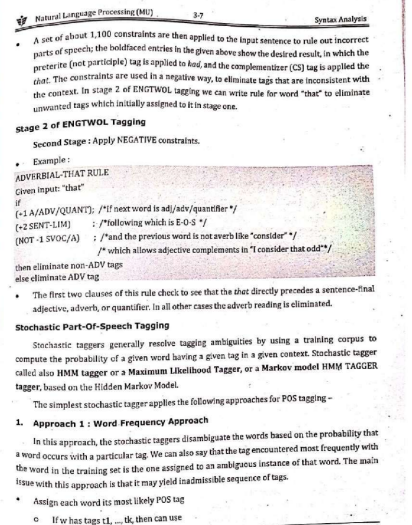 Natural Language Processing (MU) 3-7 Syntax Analysis
• A set of about 1,100 constraints are then applied to the input sentence to rule out incorrect
parts of speech; the boldfaced entries in the given above show the desired result, in which the
preterite (not participle) tag is applied to had, and the complementizer (CS) tag is applied the
that. The constraints are used in a negative way, to eliminate tags that are inconsistent with
the context. In stage 2 of ENGTWOL tagging we can write rule for word "that" to eliminate
unwanted tags which initially assigned to it in stage one.
Stage 2 of ENGTWOL Tagging
Second Stage : Apply NEGATIVE constraints.
• Example :
ADVERBIAL-THAT RULE
Given input: "that"
if
(+1 A/ADV/QUANT); /*if next word is adj/adv/quantifier */
(+2 SENT-LIM) : /*following which is E-O-S */
(NOT -1 SVOC/A) : /*and the previous word is not averb like "consider" */
/* which allows adjective complements in "I consider that odd"*/
then eliminate non-ADV tags
else eliminate ADV tag
• The first two clauses of this rule check to see that the that directly precedes a sentence-final
adjective, adverb, or quantifier. In all other cases the adverb reading is eliminated.
Stochastic Part-Of-Speech Tagging
Stochastic taggers generally resolve tagging ambiguities by using a training corpus to
compute the probability of a given word having a given tag in a given context. Stochastic tagger
called also HMM tagger or a Maximum Likelihood Tagger, or a Markov model HMM TAGGER
tagger, based on the Hidden Markov Model.
The simplest stochastic tagger applies the following approaches for POS tagging –
1. Approach 1 : Word Frequency Approach
In this approach, the stochastic taggers disambiguate the words based on the probability that
a word occurs with a particular tag. We can also say that the tag encountered most frequently with
the word in the training set is the one assigned to an ambiguous instance of that word. The main
issue with this approach is that it may yield inadmissible sequence of tags.
• Assign each word its most likely POS tag
o If w has tags t1, ..., tk, then can use